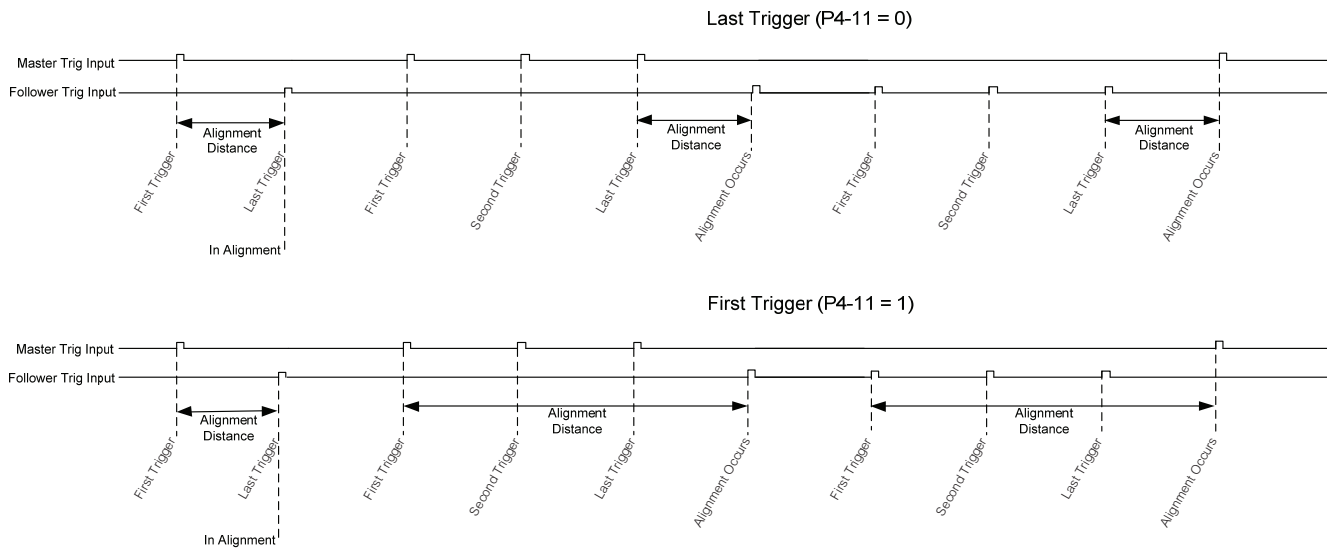 Last Trigger (P4-11 = 0)
Master Trig Input
Follower Trig Input
Alignment
Distance
Alignment
Distance
Alignment
Distance
First Trigger
Last Trigger
First Trigger
Second Trigger
Last Trigger
Alignment Occurs
First Trigger
Second Trigger
Last Trigger
Alignment Occurs
In Alignment
First Trigger (P4-11 = 1)
Master Trig Input
Follower Trig Input
Alignment
Distance
Alignment
Distance
Alignment
Distance
First Trigger
Last Trigger
First Trigger
Second Trigger
Last Trigger
Alignment Occurs
First Trigger
Second Trigger
Last Trigger
Alignment Occurs
In Alignment